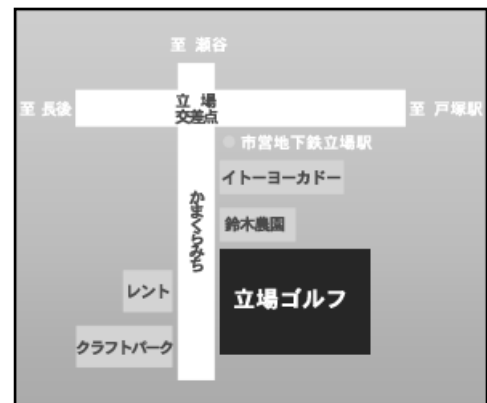 至 瀬谷
至 長後
立 場
交差点
至 戸塚駅
市営地下鉄立場駅
イトーヨーカドー
かまくらみち
鈴木農園
立場ゴルフ
レント
クラフトパーク